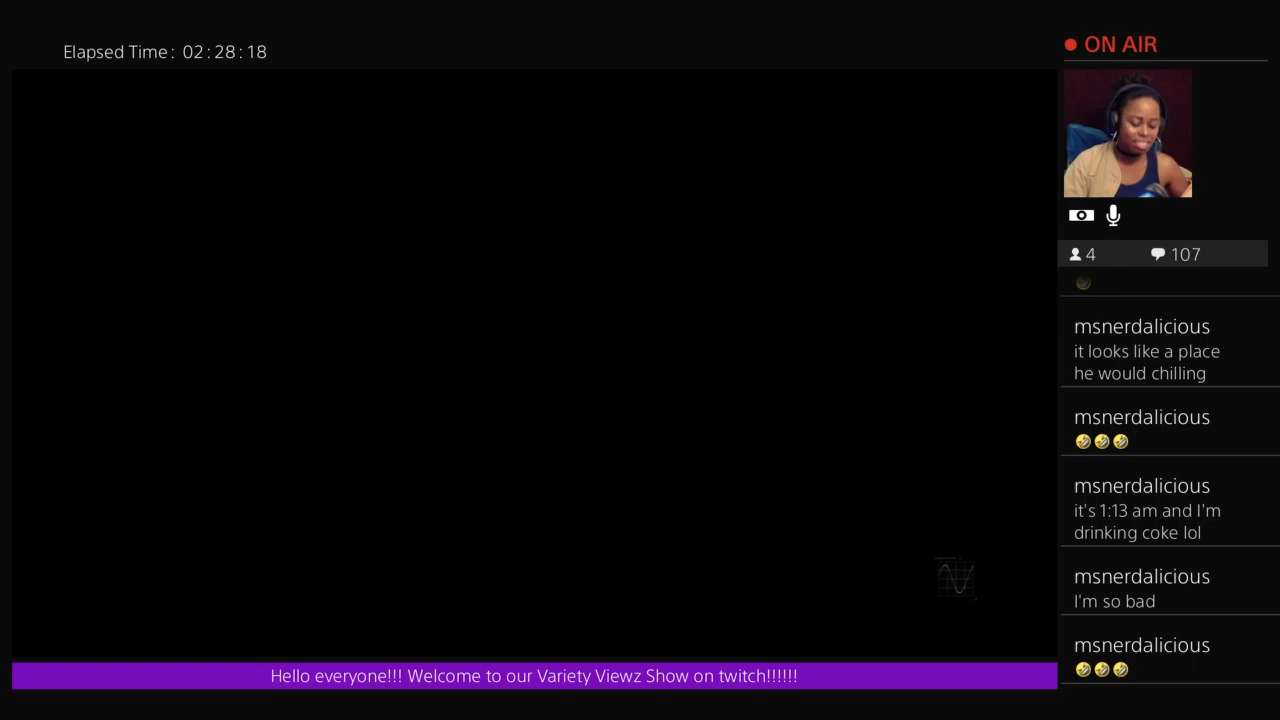 Elapsed Time: 02:28:18
ON AIR
4
107
msnerdalicious
it looks like a place
he would chilling
msnerdalicious
🤣🤣🤣
msnerdalicious
it's 1:13 am and I'm
drinking coke lol
msnerdalicious
I'm so bad
msnerdalicious
🤣🤣🤣
Hello everyone!!! Welcome to our Variety Viewz Show on twitch!!!!!!